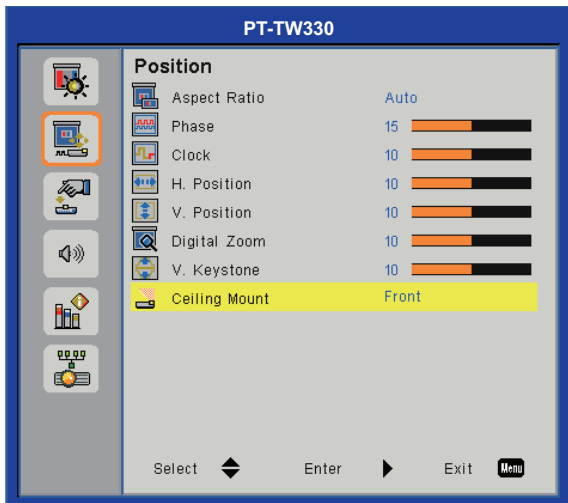 PT-TW330
Position
Aspect Ratio Auto
Phase 15
Clock 10
H. Position 10
V. Position 10
Digital Zoom 10
V. Keystone 10
Ceiling Mount Front
Select Enter Exit Menu